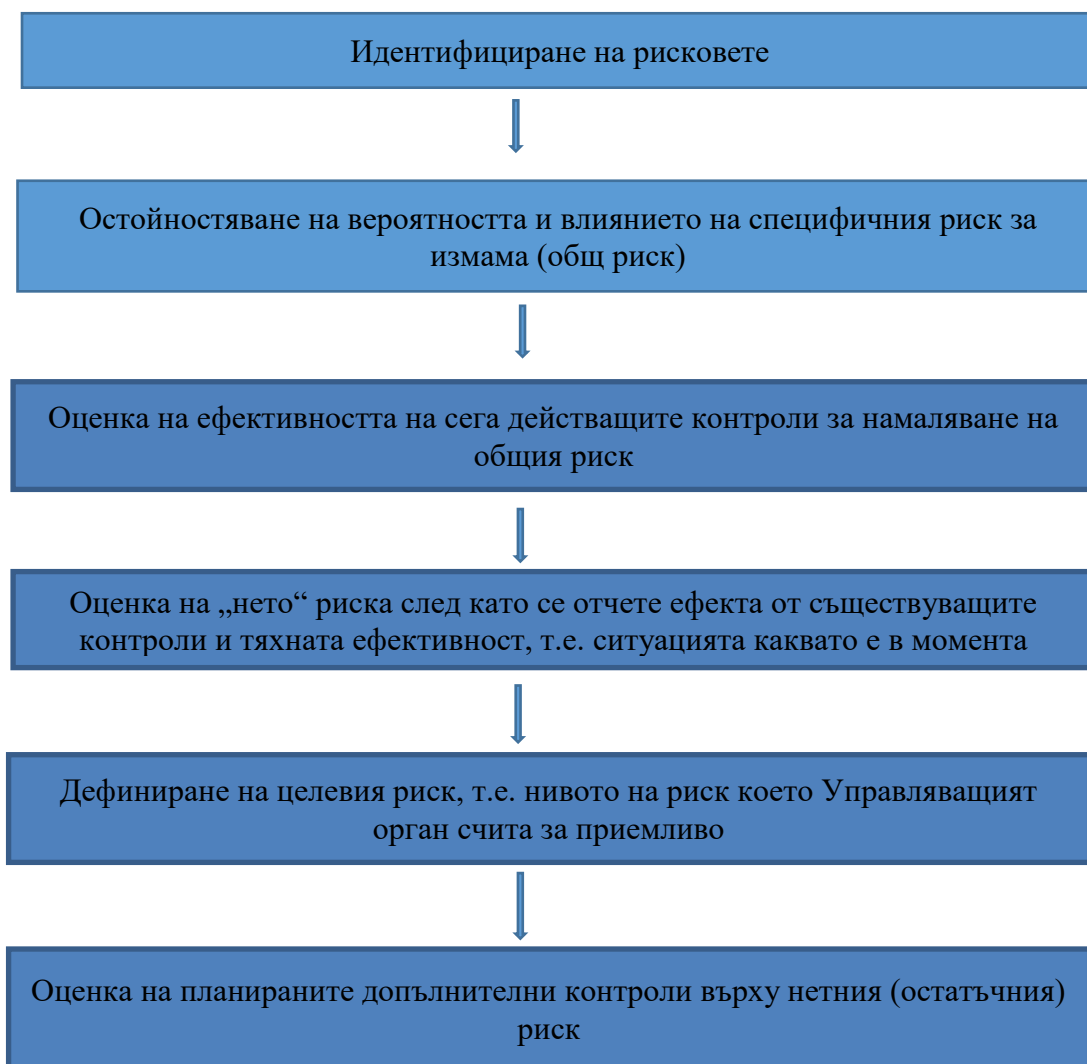 Идентифициране на рисковете
Остойностяване на вероятността и влиянието на специфичния риск за
измама (общ риск)
Оценка на ефективността на сега действащите контроли за намаляване на
общия риск
Оценка на „нето“ риска след като се отчете ефекта от съществуващите
контроли и тяхната ефективност, т.е. ситуацията каквато е в момента
Дефиниране на целевия риск, т.е. нивото на риск което Управляващият
орган счита за приемливо
Оценка на планираните допълнителни контроли върху нетния (остатъчния)
риск